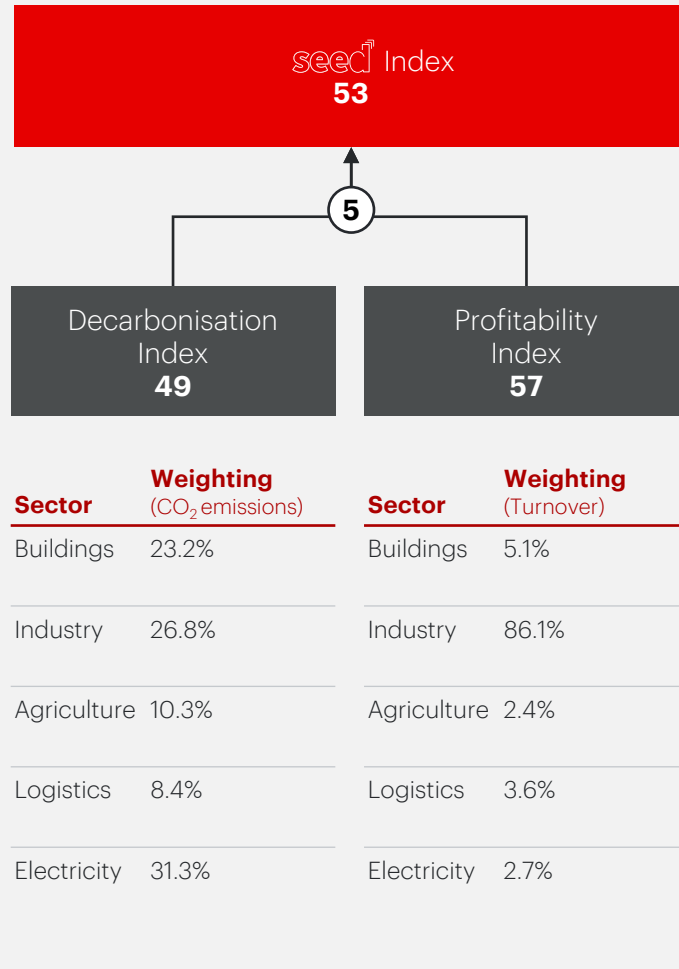 seed Index
53
5
Decarbonisation
Index
49
Profitability
Index
57
Sector Weighting
(CO₂ emissions)
Buildings 23.2%
Industry 26.8%
Agriculture 10.3%
Logistics 8.4%
Electricity 31.3%
Sector Weighting
(Turnover)
Buildings 5.1%
Industry 86.1%
Agriculture 2.4%
Logistics 3.6%
Electricity 2.7%